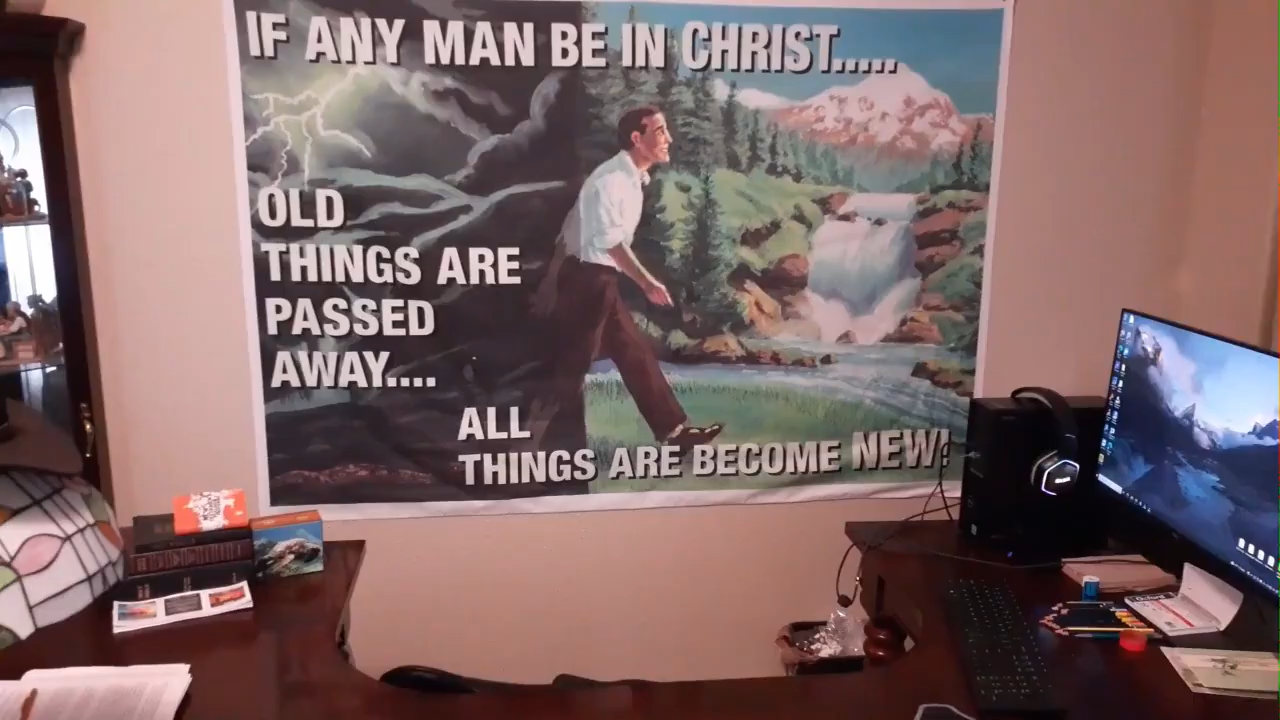 IF ANY MAN BE IN CHRIST.....
OLD
THINGS ARE
PASSED
AWAY....
ALL
THINGS ARE BECOME NEW!